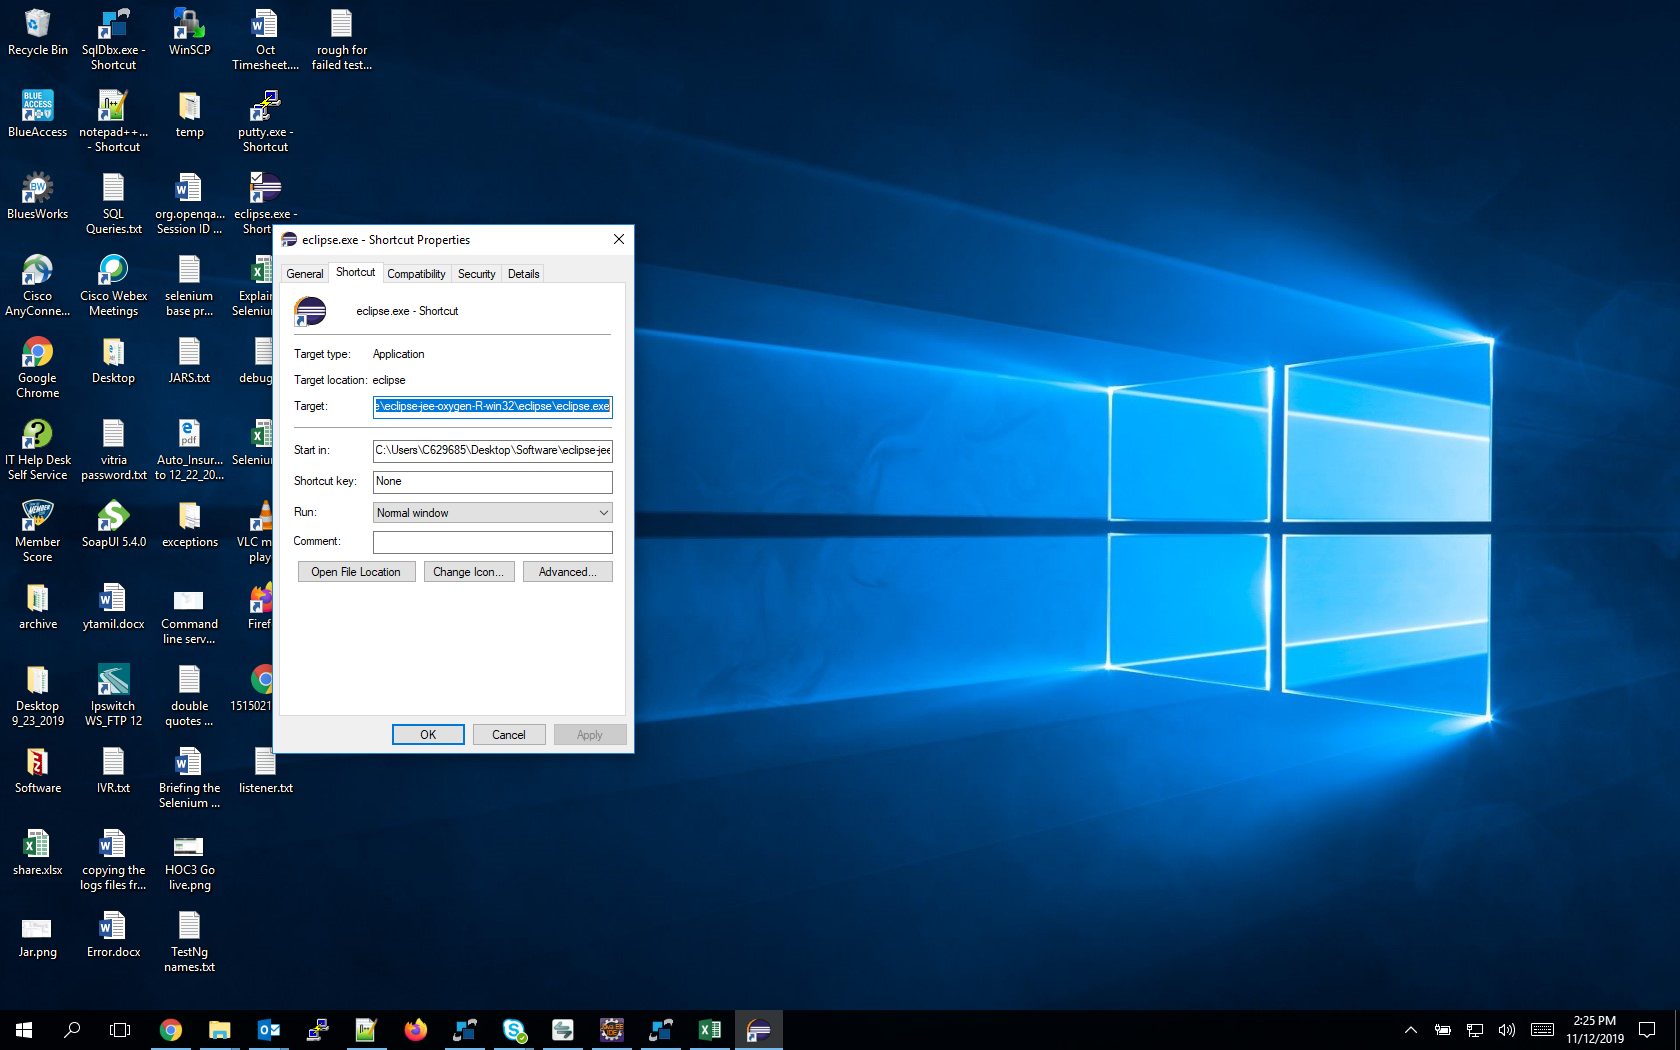 Recycle Bin
SqlDbx.exe -
Shortcut
WinSCP
Oct
Timesheet....
rough for
failed test...
BLUE
ACCESS
BlueAccess
notepad++...
- Shortcut
temp
putty.exe -
Shortcut
BW
BluesWorks
SQL
Queries.txt
org.openqa...
Session ID ...
eclipse.exe -
Short
Cisco
AnyConne...
Cisco Webex
Meetings
selenium
base pr...
Explain
Seleniun
Google
Chrome
Desktop
JARS.txt
debug
IT Help Desk
Self Service
vitria
password.txt
pdf
Auto_Insur...
to 12_22_20...
Seleniun
MEMBER
Member
Score
SoapUI 5.4.0
exceptions
VLC m
play
archive
ytamil.docx
Command
line serv...
Firef
Desktop
9_23_2019
Ipswitch
WS_FTP 12
double
quotes ...
1515021
Software
IVR.txt
Briefing the
Selenium ...
listener.txt
share.xlsx
copying the
logs files fr...
HOC3 Go
live.png
Jar.png
Error.docx
TestNg
names.txt
eclipse.exe - Shortcut Properties
General
Shortcut
Compatibility
Security
Details
eclipse.exe - Shortcut
Target type: Application
Target location: eclipse
Target: e\eclipse-jee-oxygen-R-win32\eclipse\eclipse.exe
Start in: C:\Users\C629685\Desktop\Software\eclipse-jee
Shortcut key: None
Run: Normal window
Comment:
Open File Location
Change Icon...
Advanced...
OK
Cancel
Apply
2:25 PM
11/12/2019